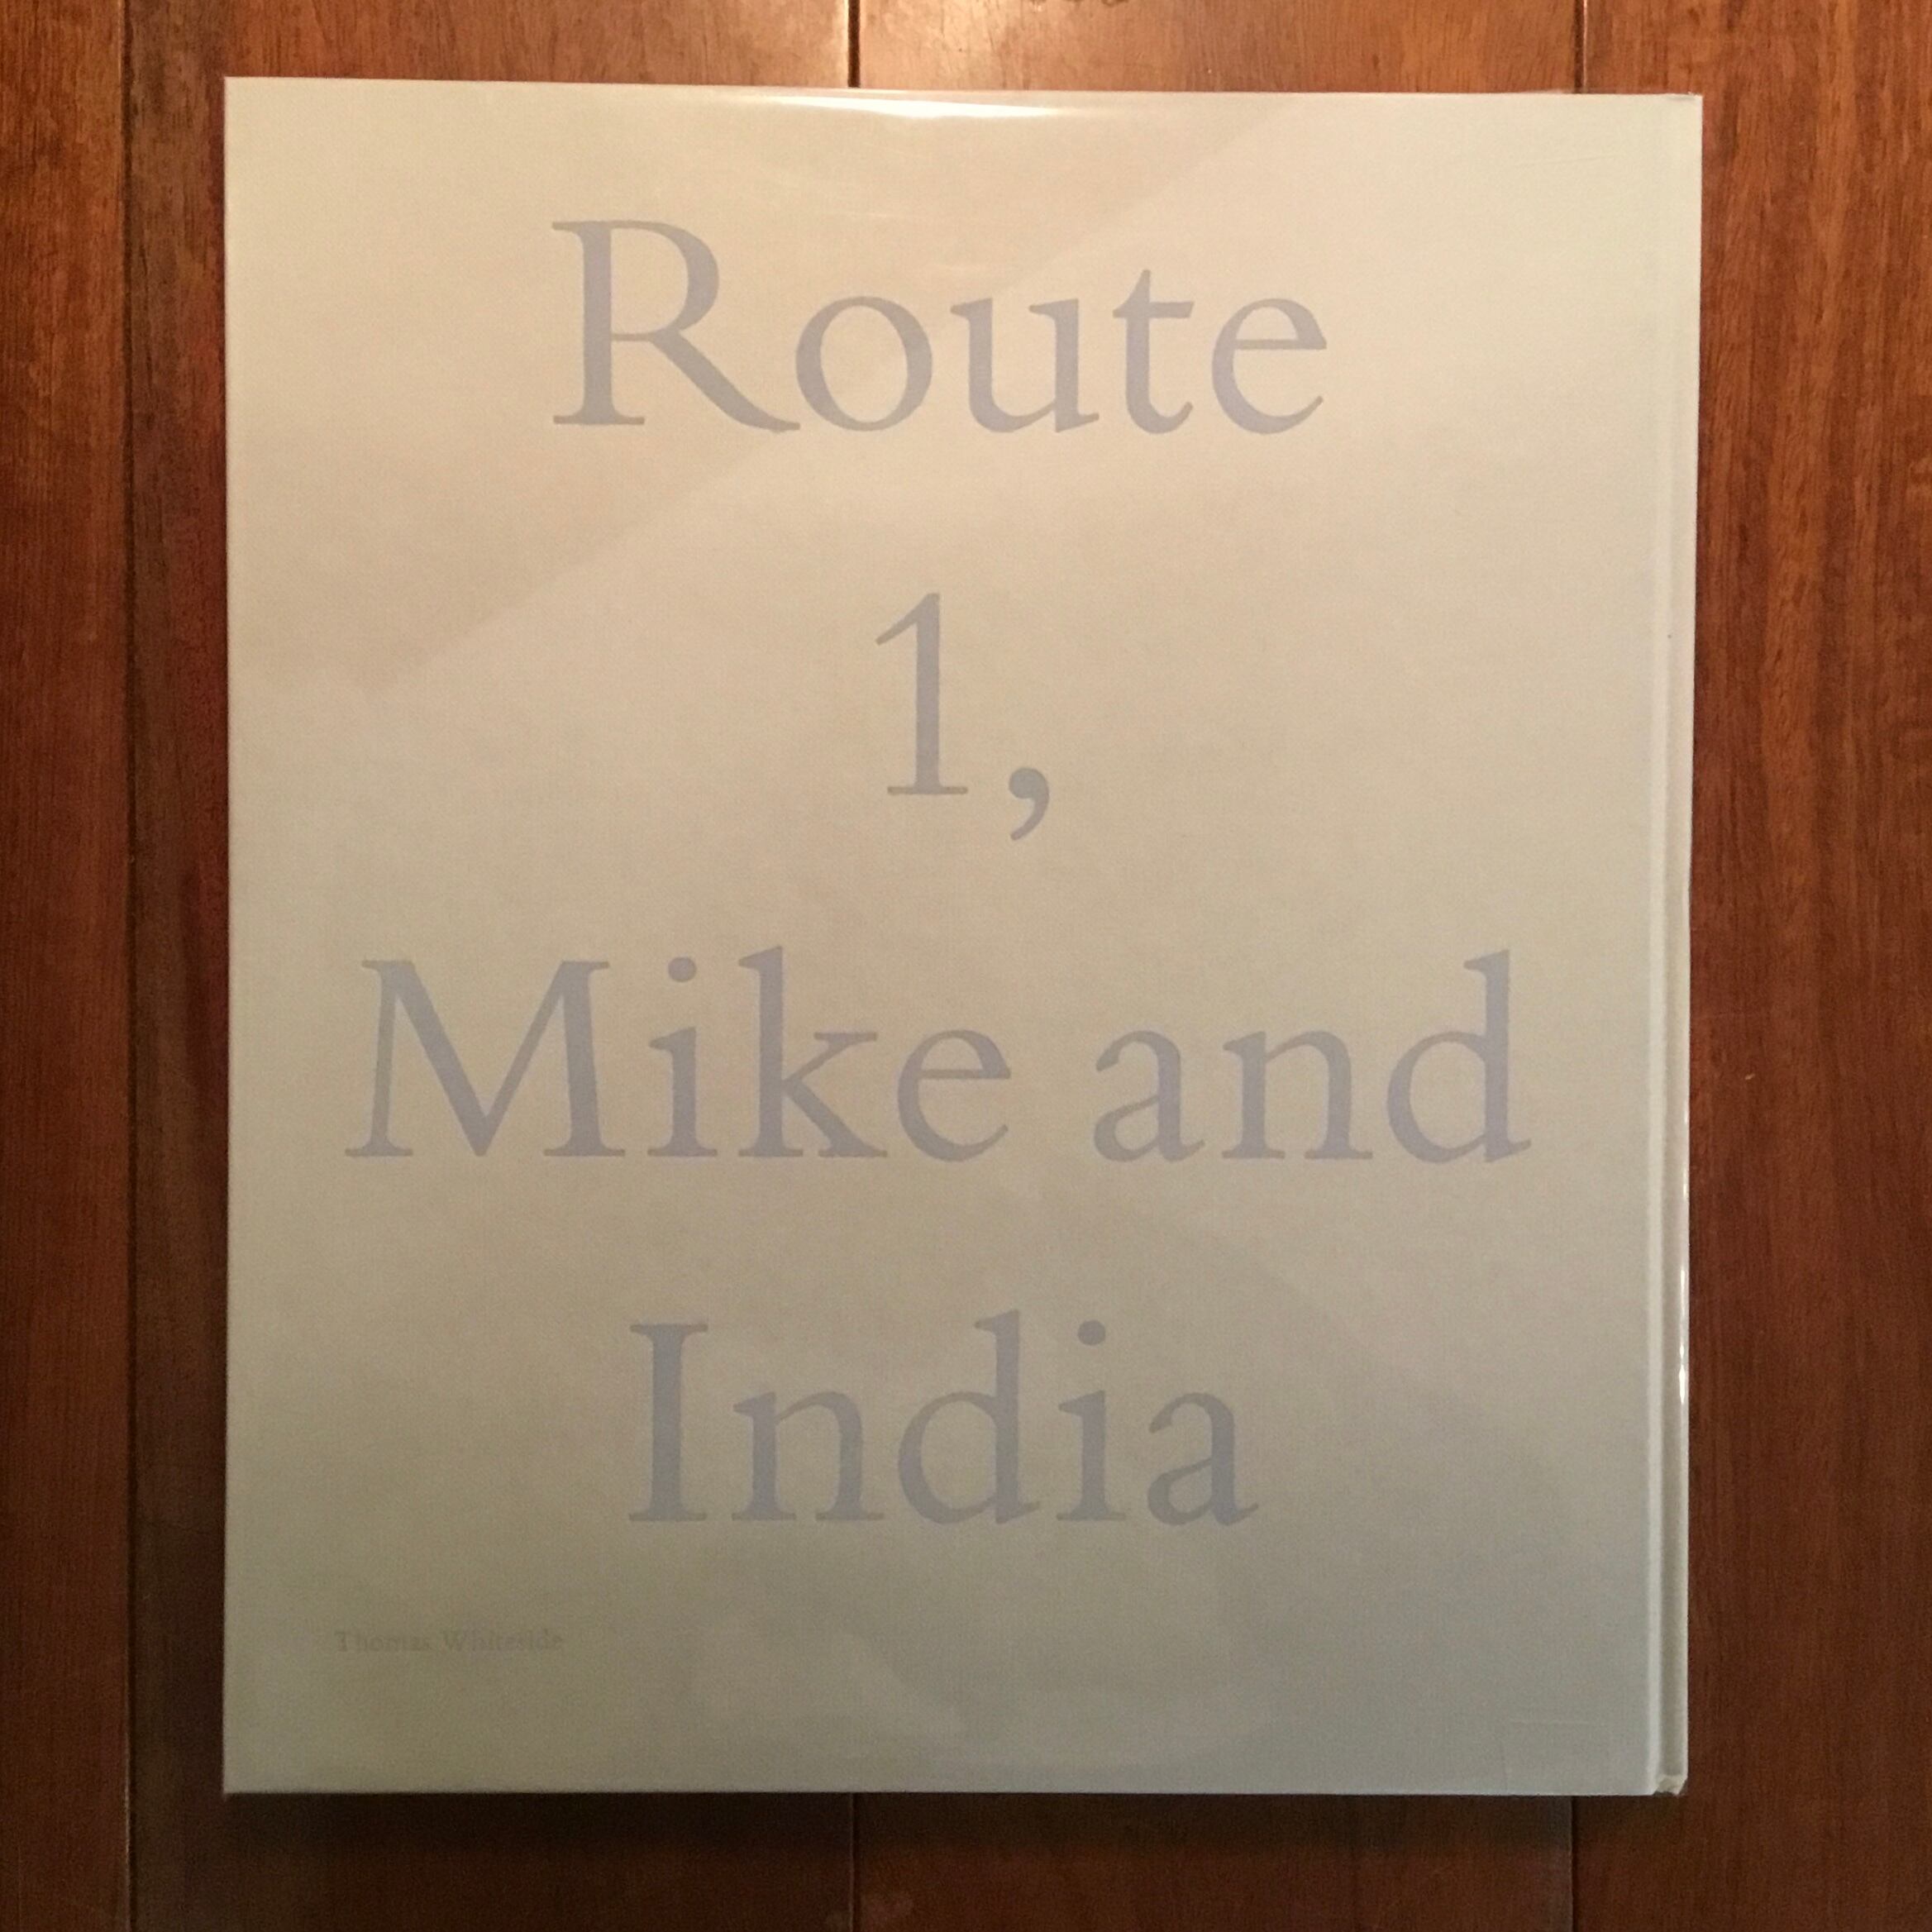 Route
1,
Mike and
India
Thomas Whiteside